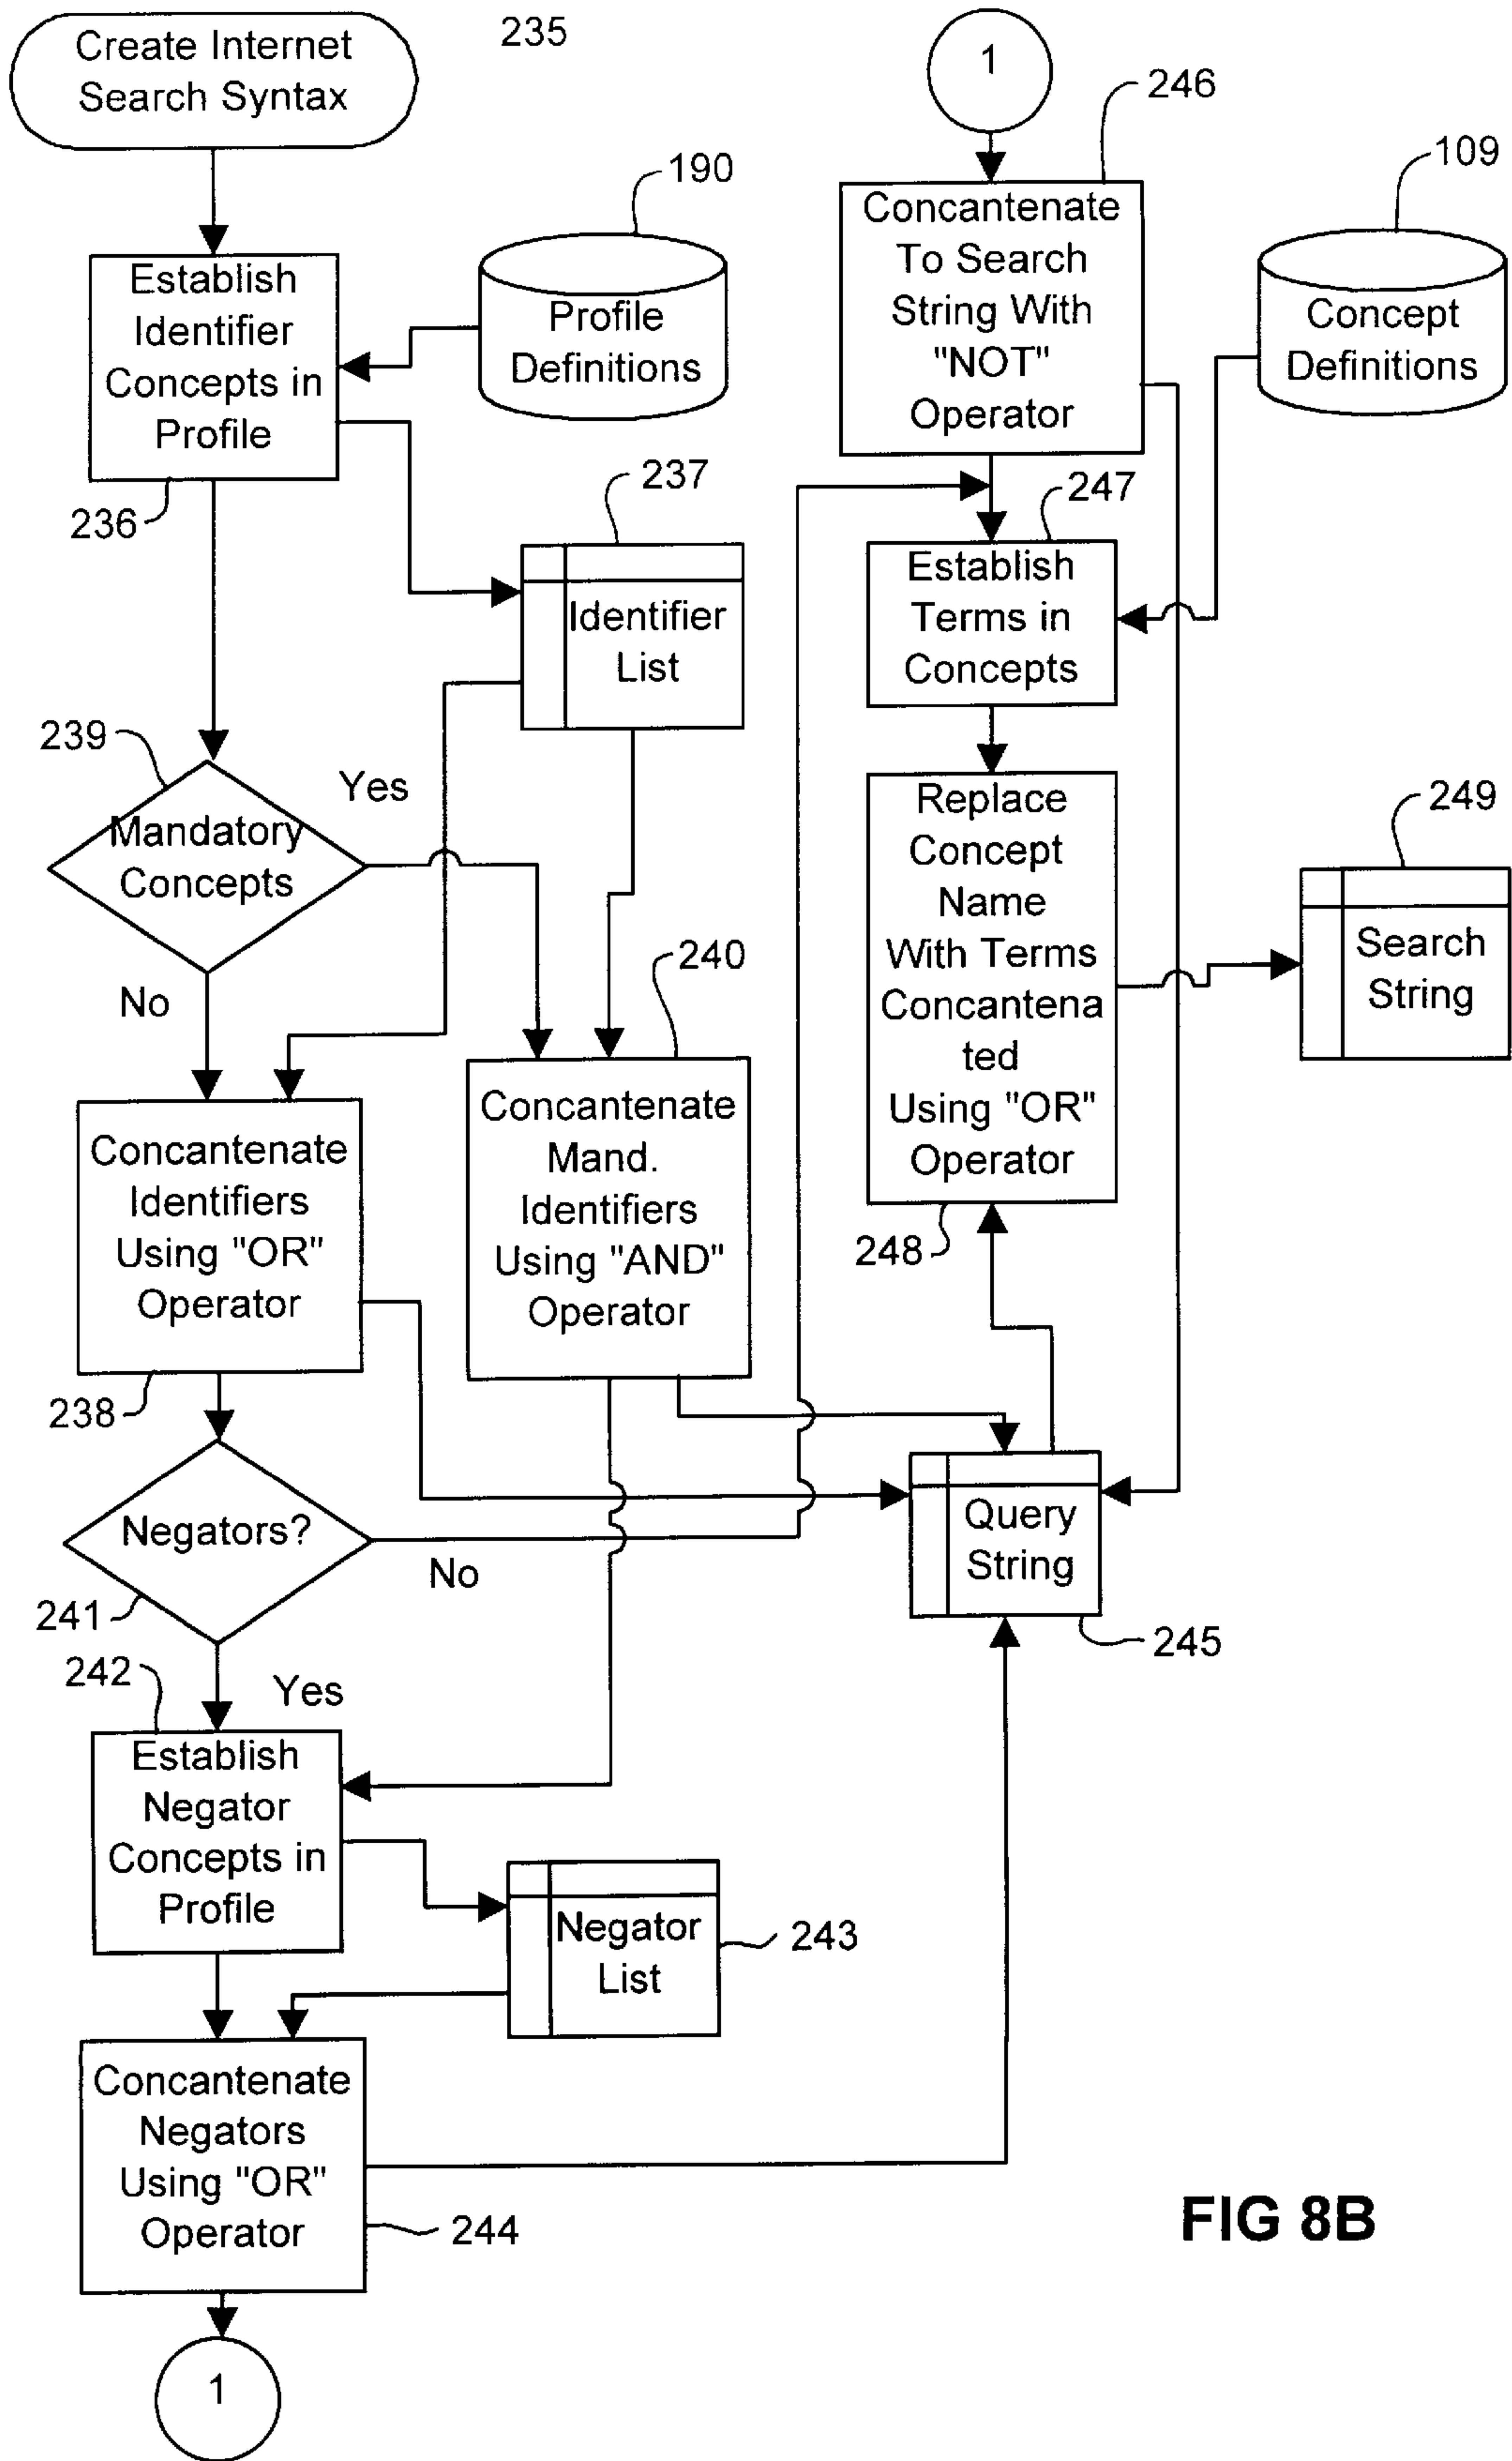 Create Internet
Search Syntax
235
190
Establish
Identifier
Concepts in
Profile
236
Profile
Definitions
237
Identifier
List
239
Mandatory
Concepts
Yes
No
240
Concantenate
Identifiers
Using "OR"
Operator
238
Concantenate
Mand.
Identifiers
Using "AND"
Operator
Negators?
241
No
Yes
242
Establish
Negator
Concepts in
Profile
Negator
List
243
Concantenate
Negators
Using "OR"
Operator
244
1
1
246
Concantenate
To Search
String With
"NOT"
Operator
109
Concept
Definitions
247
Establish
Terms in
Concepts
Replace
Concept
Name
With Terms
Concantena
ted
Using "OR"
Operator
248
249
Search
String
Query
String
245
FIG 8B